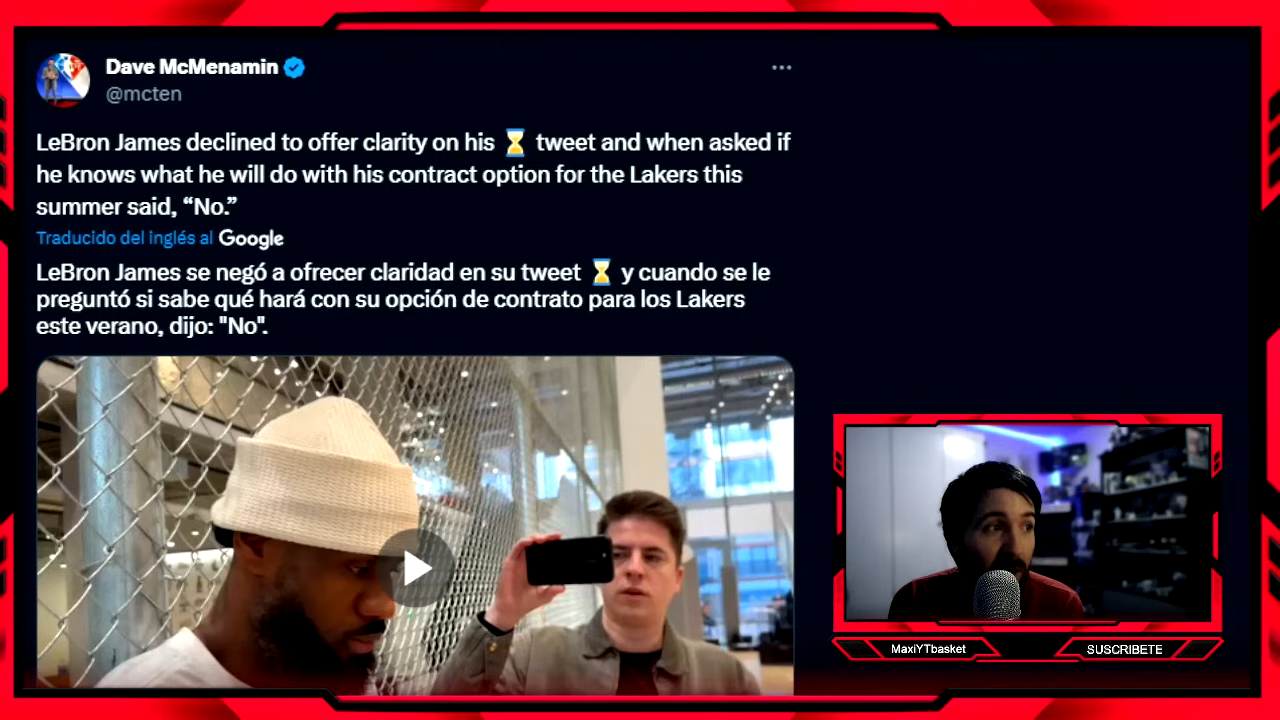 Dave McMenamin
@mcten
LeBron James declined to offer clarity on his ⏳ tweet and when asked if
he knows what he will do with his contract option for the Lakers this
summer said, “No.”
Traducido del inglés al Google
LeBron James se negó a ofrecer claridad en su tweet ⏳ y cuando se le
preguntó si sabe qué hará con su opción de contrato para los Lakers
este verano, dijo: "No".
MaxiYTbasket
SUSCRIBETE